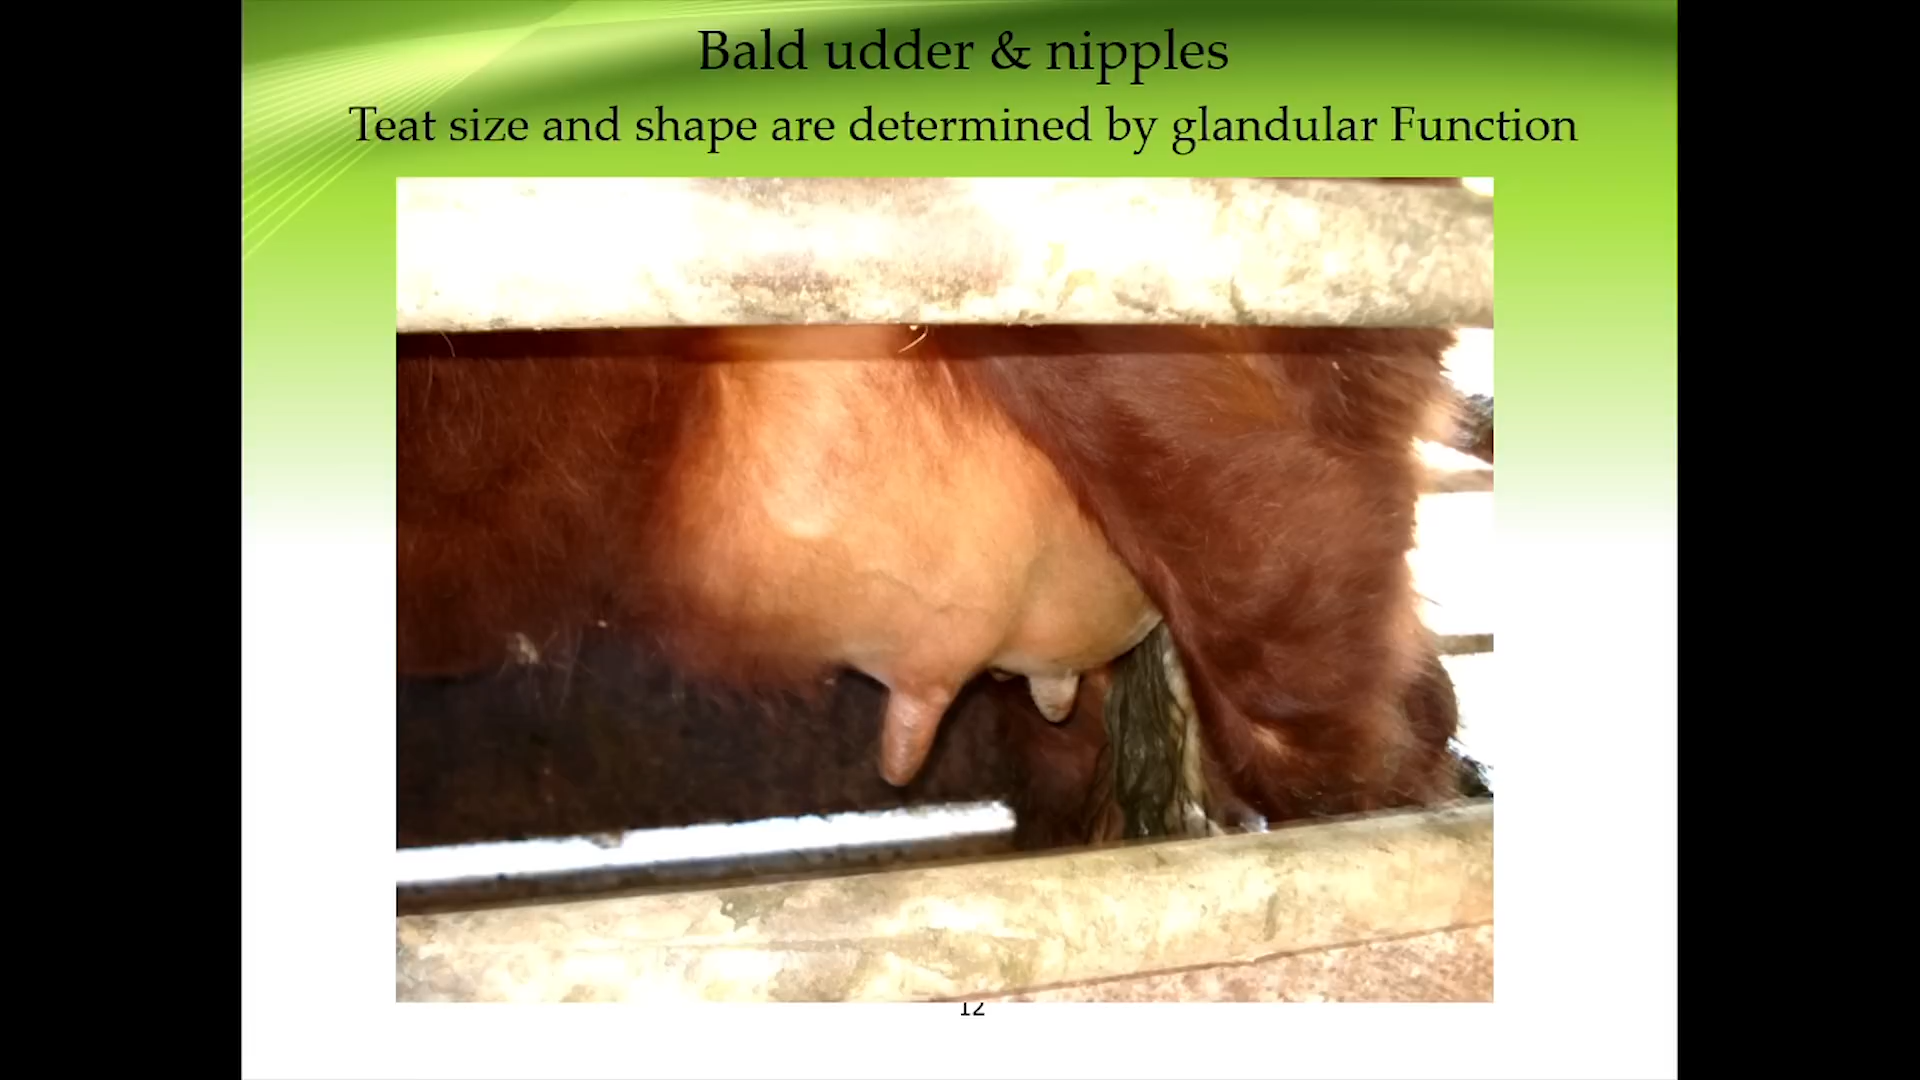 Bald udder & nipples
Teat size and shape are determined by glandular Function
12